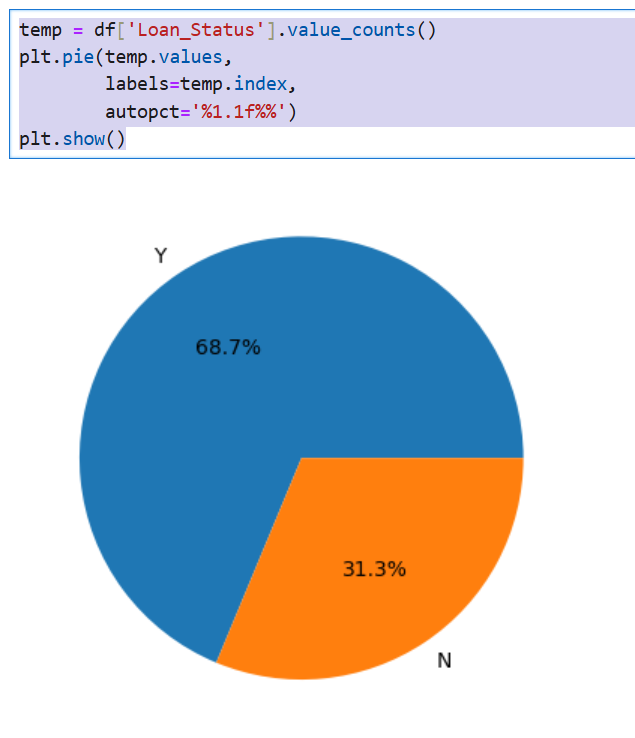 temp = df['Loan_Status'].value_counts()
plt.pie(temp.values,
        labels=temp.index,
        autopct='%1.1f%%')
plt.show()
Y
68.7%
31.3%
N